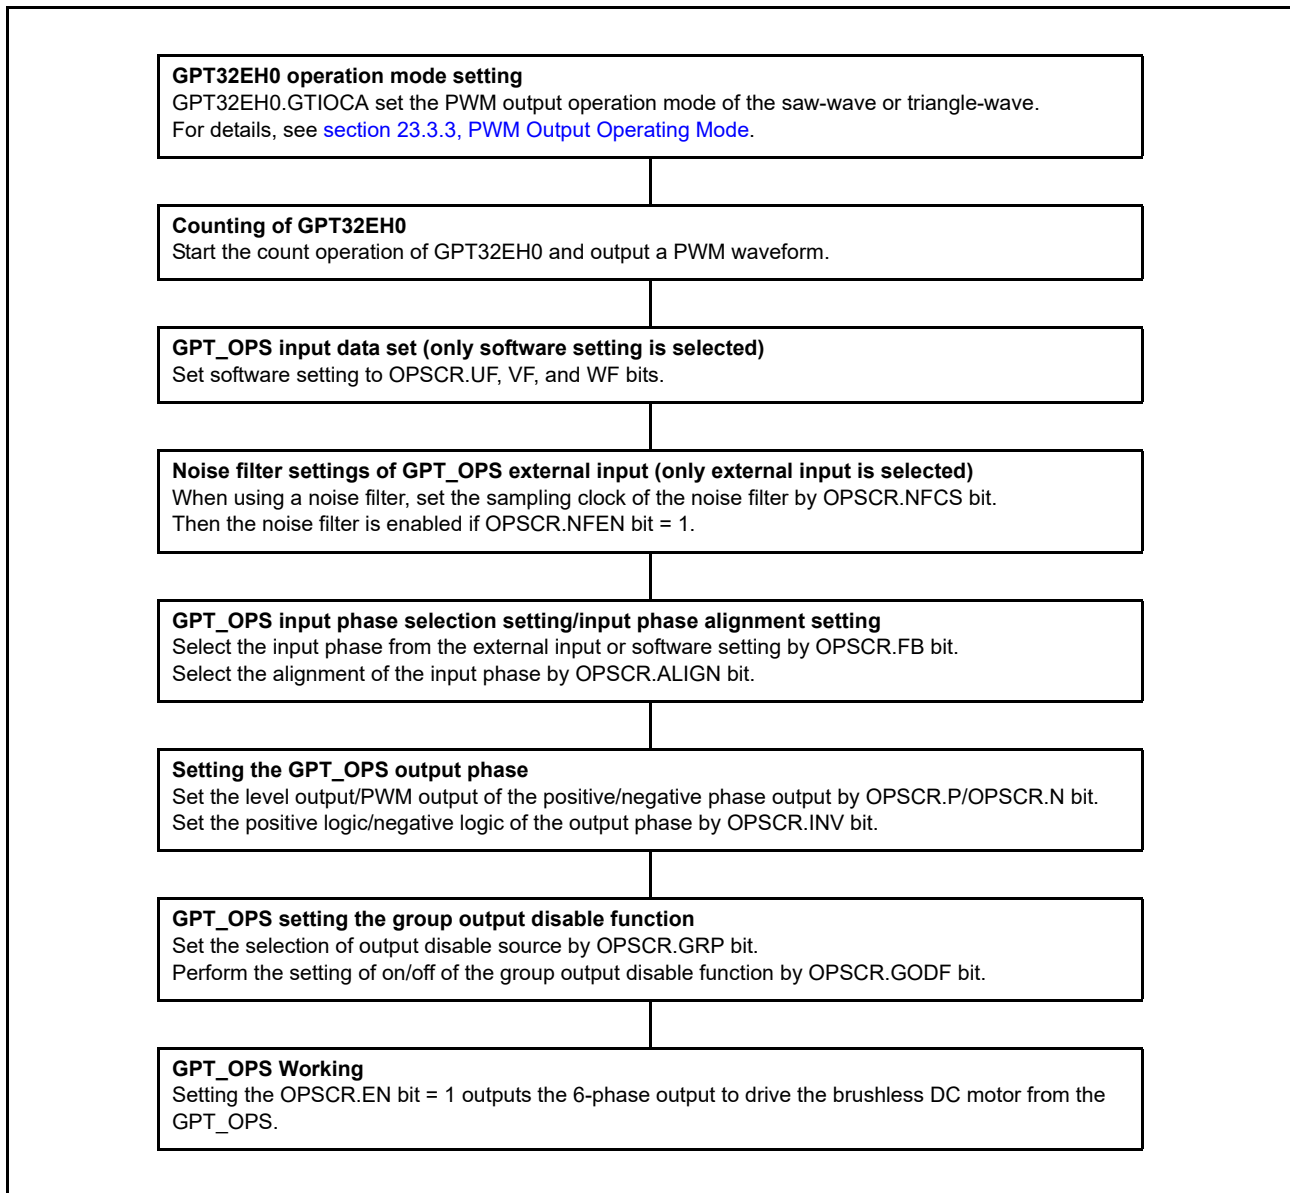 GPT32EH0 operation mode setting
GPT32EH0.GTIOCA set the PWM output operation mode of the saw-wave or triangle-wave.
For details, see section 23.3.3, PWM Output Operating Mode.
Counting of GPT32EH0
Start the count operation of GPT32EH0 and output a PWM waveform.
GPT_OPS input data set (only software setting is selected)
Set software setting to OPSCR.UF, VF, and WF bits.
Noise filter settings of GPT_OPS external input (only external input is selected)
When using a noise filter, set the sampling clock of the noise filter by OPSCR.NFCS bit.
Then the noise filter is enabled if OPSCR.NFEN bit = 1.
GPT_OPS input phase selection setting/input phase alignment setting
Select the input phase from the external input or software setting by OPSCR.FB bit.
Select the alignment of the input phase by OPSCR.ALIGN bit.
Setting the GPT_OPS output phase
Set the level output/PWM output of the positive/negative phase output by OPSCR.P/OPSCR.N bit.
Set the positive logic/negative logic of the output phase by OPSCR.INV bit.
GPT_OPS setting the group output disable function
Set the selection of output disable source by OPSCR.GRP bit.
Perform the setting of on/off of the group output disable function by OPSCR.GODF bit.
GPT_OPS Working
Setting the OPSCR.EN bit = 1 outputs the 6-phase output to drive the brushless DC motor from the
GPT_OPS.